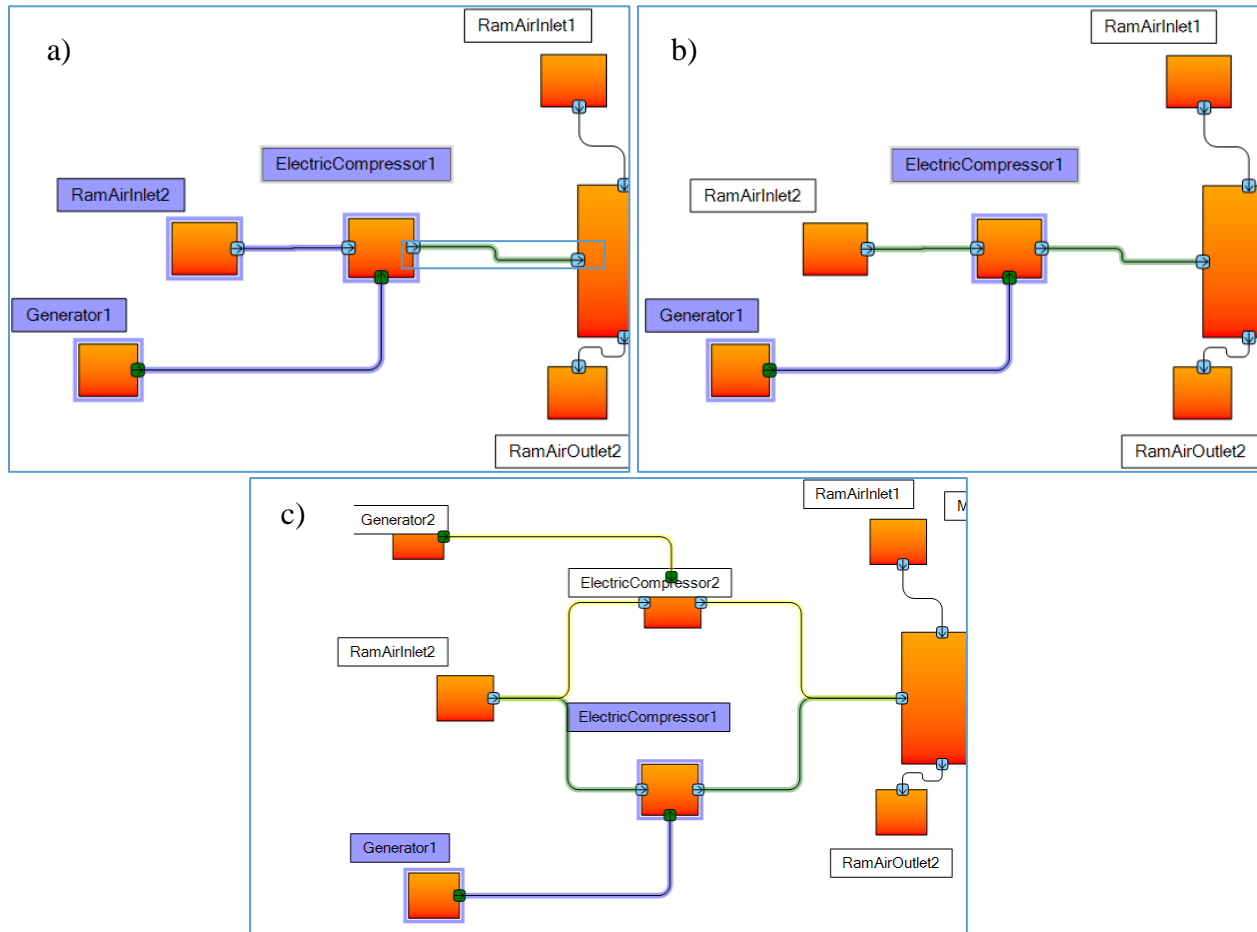 a)
RamAirInlet1
ElectricCompressor1
RamAirInlet2
Generator1
RamAirOutlet2
b)
RamAirInlet1
ElectricCompressor1
RamAirInlet2
Generator1
RamAirOutlet2
c)
Generator2
RamAirInlet1
M
ElectricCompressor2
RamAirInlet2
ElectricCompressor1
Generator1
RamAirOutlet2